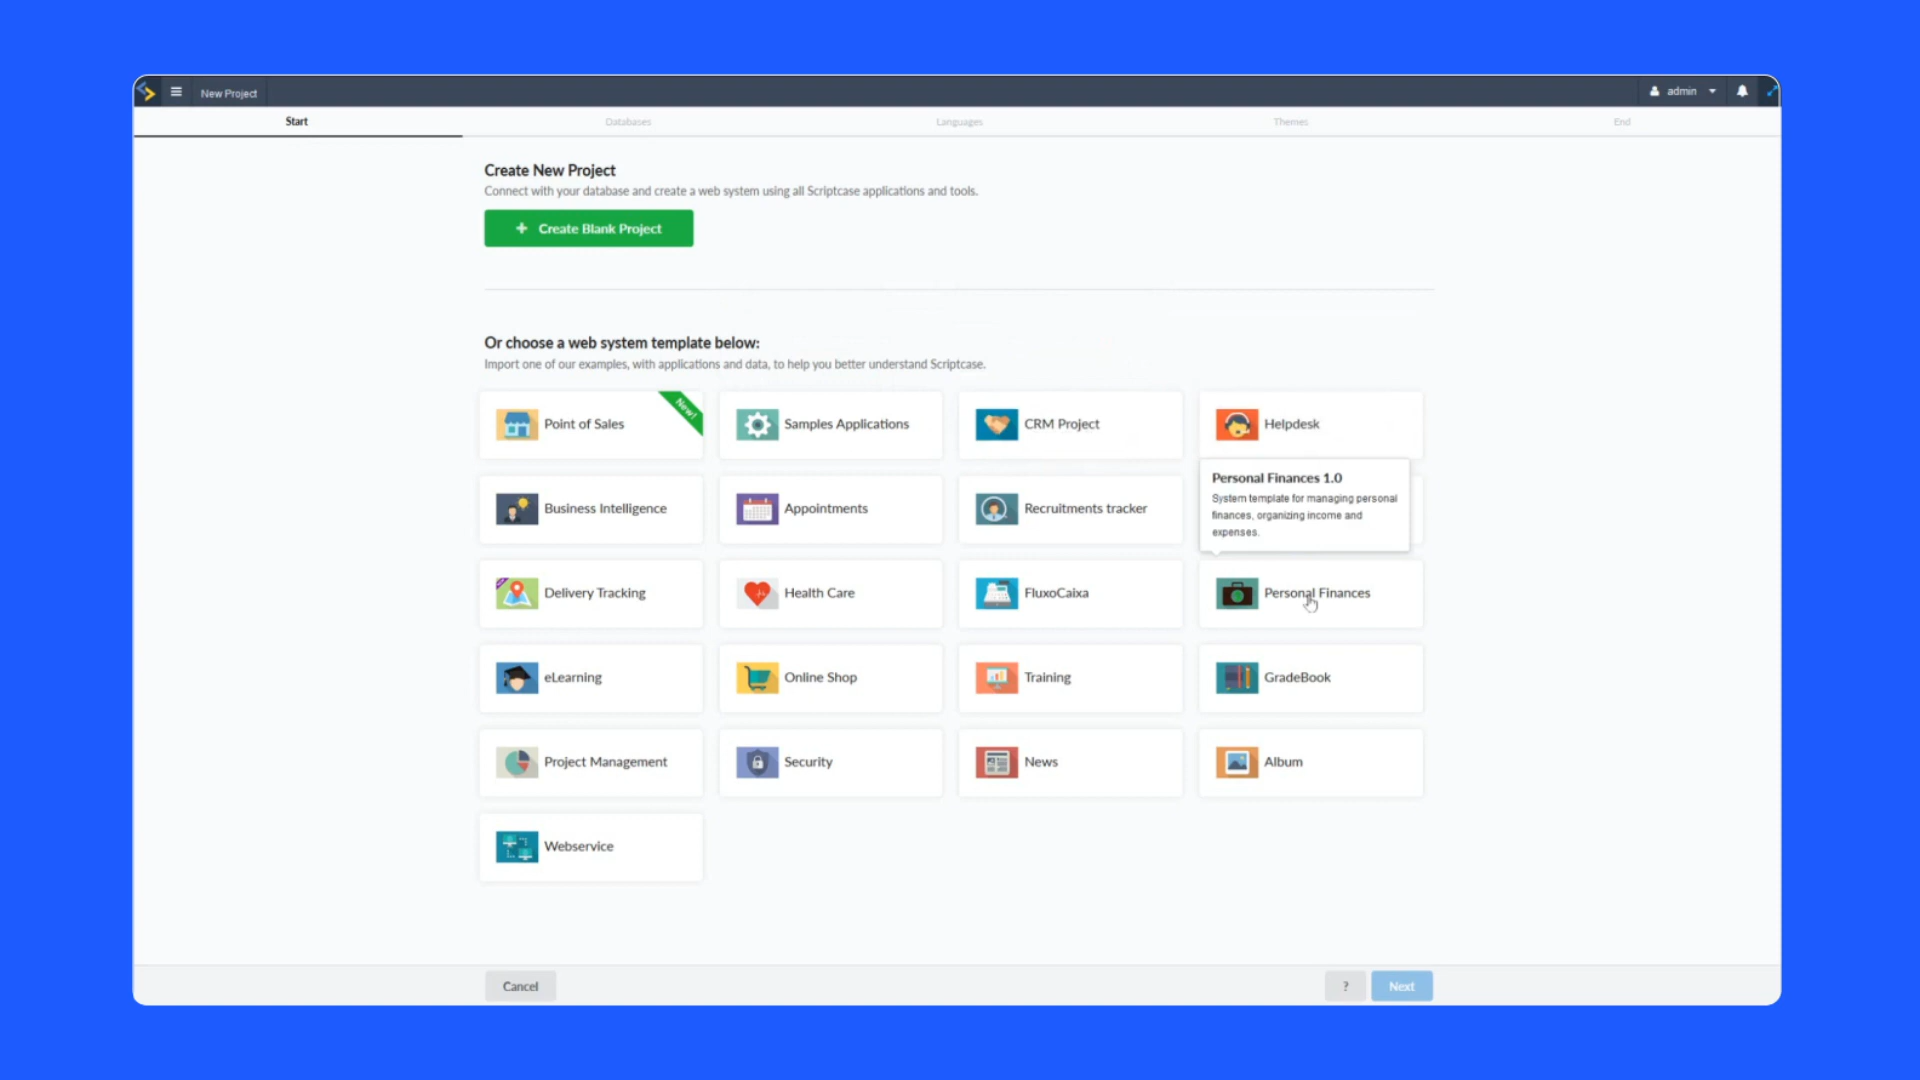 New Project
admin
Start
Databases
Languages
Themes
End
Create New Project
Connect with your database and create a web system using all Scriptcase applications and tools.
+ Create Blank Project
Or choose a web system template below:
Import one of our examples, with applications and data, to help you better understand Scriptcase.
Point of Sales
New!
Samples Applications
CRM Project
Helpdesk
Business Intelligence
Appointments
Recruitments tracker
Personal Finances 1.0
System template for managing personal
finances, organizing income and
expenses.
Delivery Tracking
Health Care
FluxoCaixa
Personal Finances
eLearning
Online Shop
Training
GradeBook
Project Management
Security
News
Album
Webservice
Cancel
?
Next